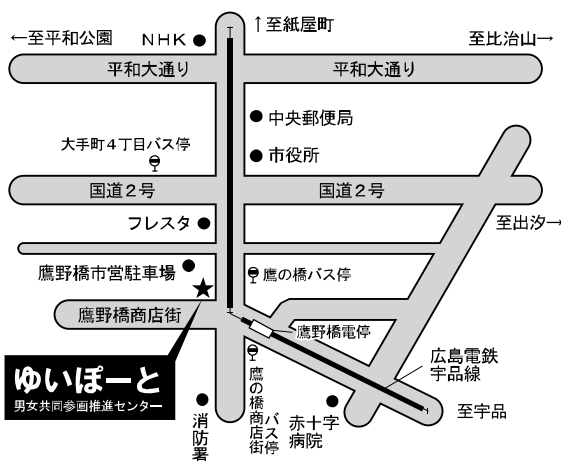 ↑至紙屋町
←至平和公園
NHK
至比治山→
平和大通り
平和大通り
中央郵便局
大手町4丁目バス停
市役所
国道2号
国道2号
フレスタ
至出汐→
鷹野橋市営駐車場
鷹の橋バス停
鷹野橋商店街
鷹野橋電停
広島電鉄
宇品線
ゆいぽーと
男女共同参画推進センター
至宇品
消防署
鷹の橋商店街
バス停
赤十字
病院